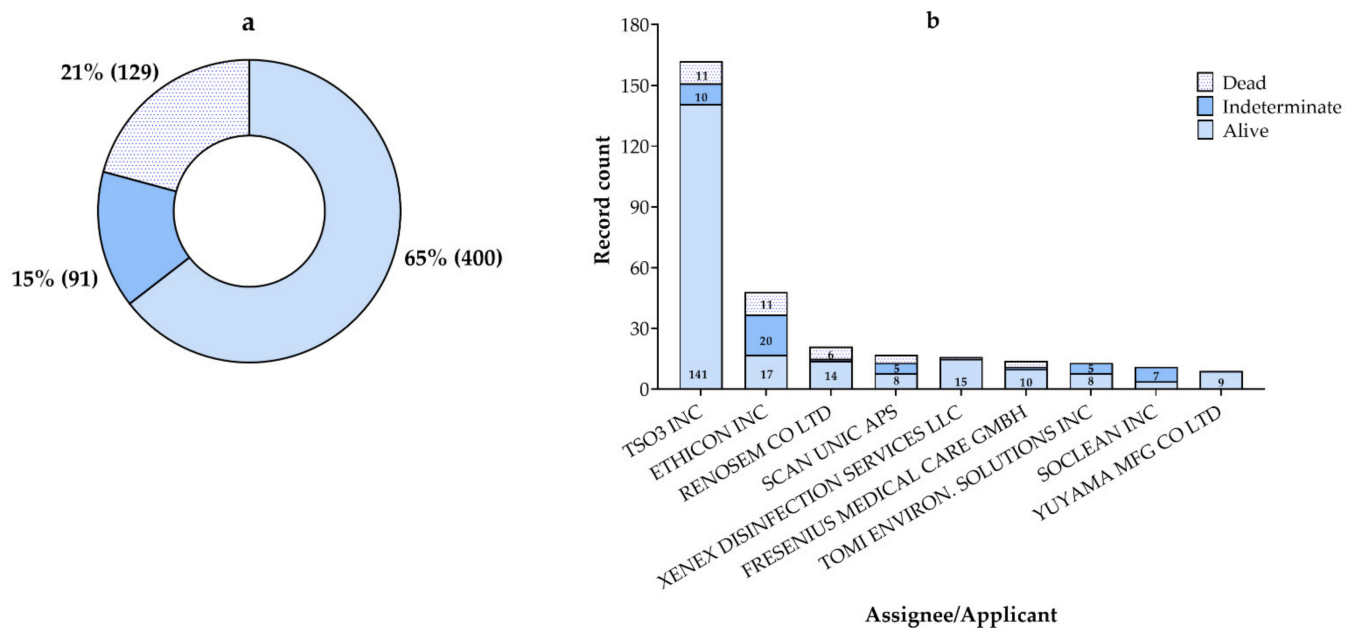 a
21% (129)
15% (91)
65% (400)
b
Record count
180
150
120
90
60
30
0
Dead
Indeterminate
Alive
11
10
141
11
20
17
6
14
5
8
15
10
5
8
7
9
TSO3 INC
ETHICON INC
RENOSEM CO LTD
SCAN UNIC APS
XENEX DISINFECTION SERVICES LLC
FRESENIUS MEDICAL CARE GMBH
TOMI ENVIRON. SOLUTIONS INC
SOCLEAN INC
YUYAMA MFG CO LTD
Assignee/Applicant